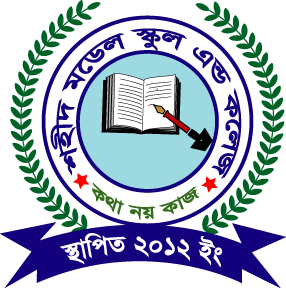 শহীদ মডেল স্কুল এন্ড কলেজ
কথা নয় কাজ
স্থাপিত ২০১২ ইং